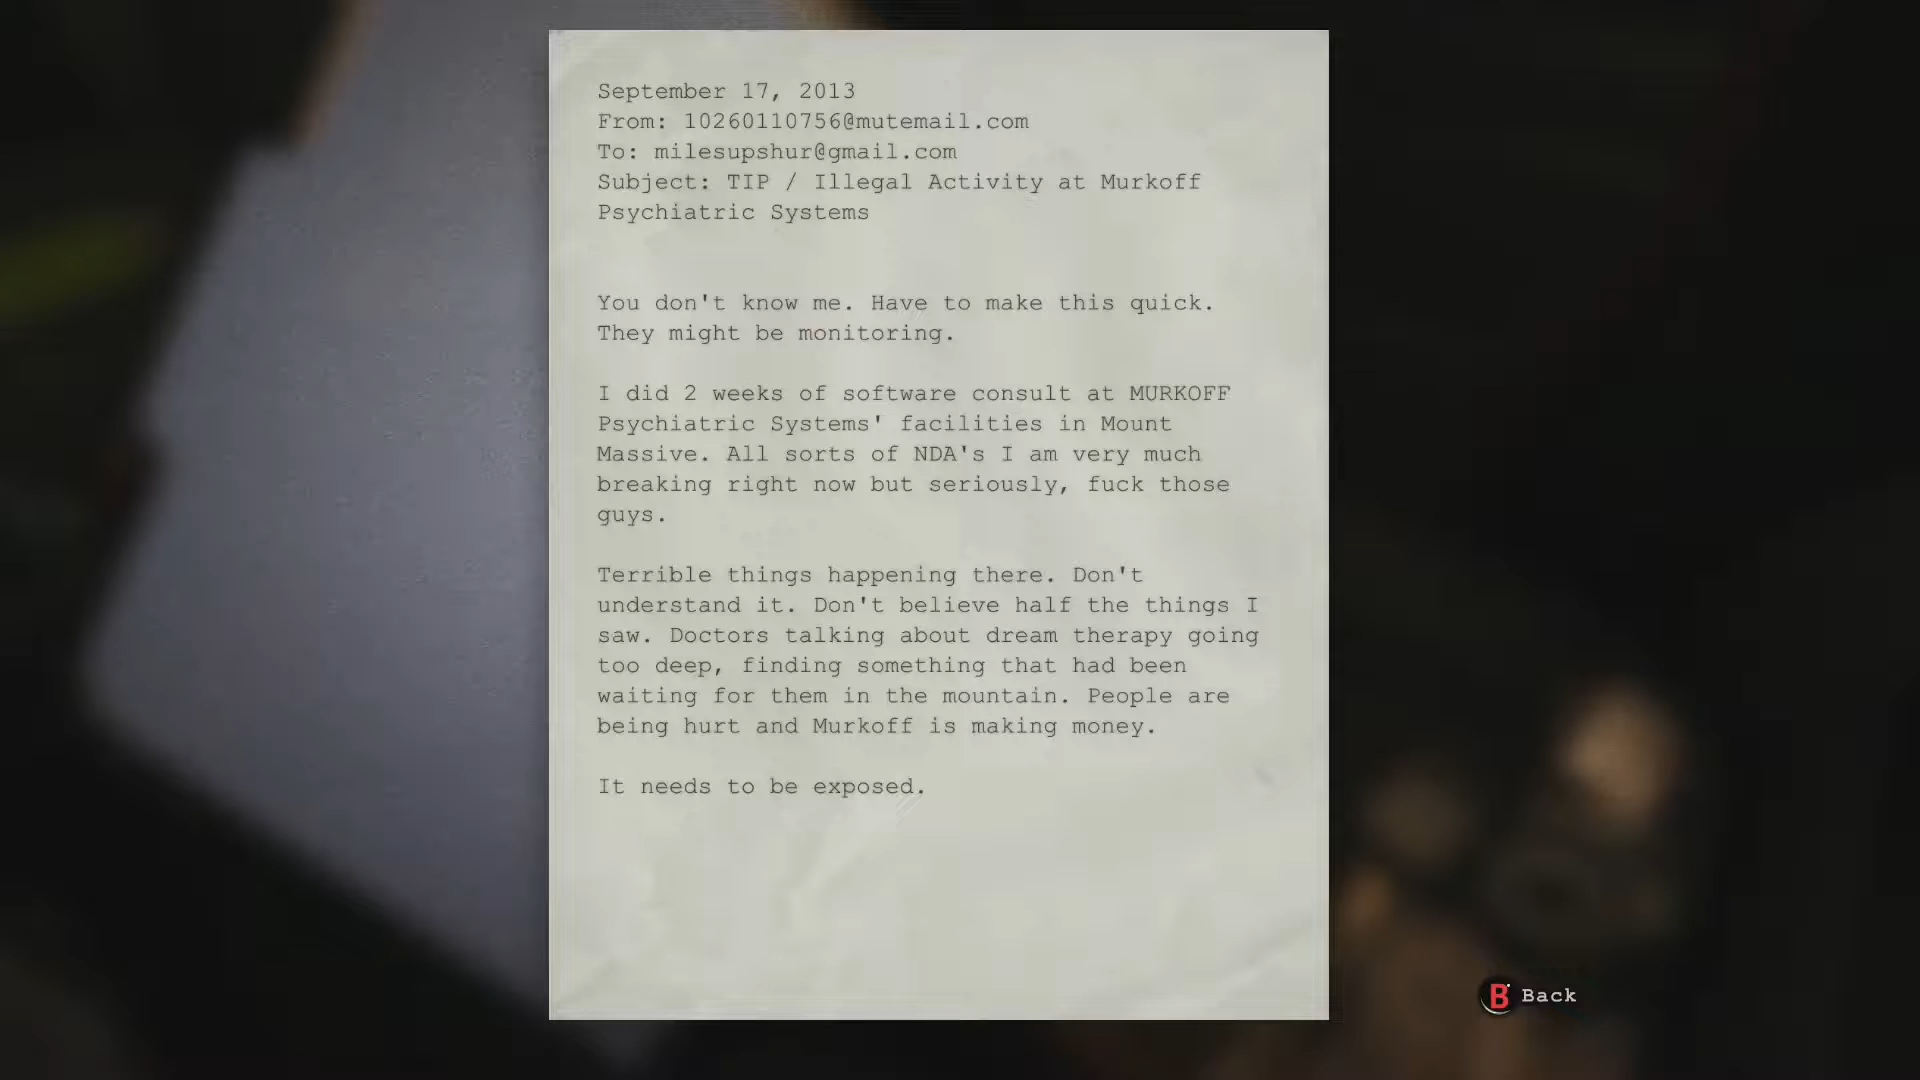 September 17, 2013
From: 10260110756@mutemail.com
To: milesupshur@gmail.com
Subject: TIP / Illegal Activity at Murkoff
Psychiatric Systems
You don't know me. Have to make this quick.
They might be monitoring.
I did 2 weeks of software consult at MURKOFF
Psychiatric Systems' facilities in Mount
Massive. All sorts of NDA's I am very much
breaking right now but seriously, fuck those
guys.
Terrible things happening there. Don't
understand it. Don't believe half the things I
saw. Doctors talking about dream therapy going
too deep, finding something that had been
waiting for them in the mountain. People are
being hurt and Murkoff is making money.
It needs to be exposed.
B Back